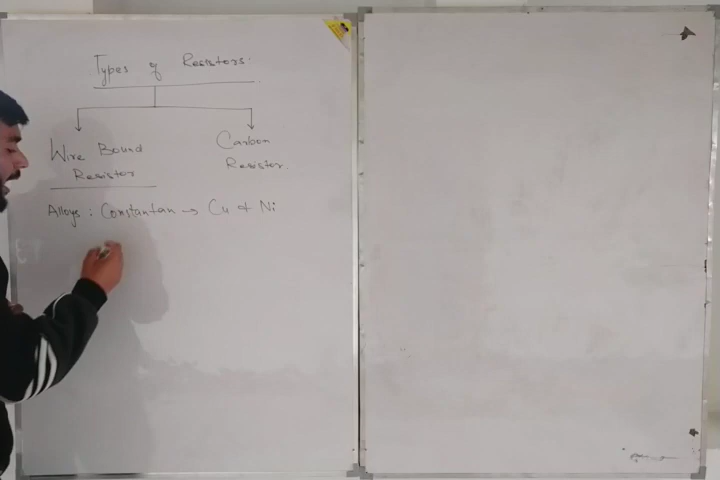 Types of Resistors:
Wire Bound
Resistor
Carbon
Resistor.
Alloys : Constantan → Cu & Ni